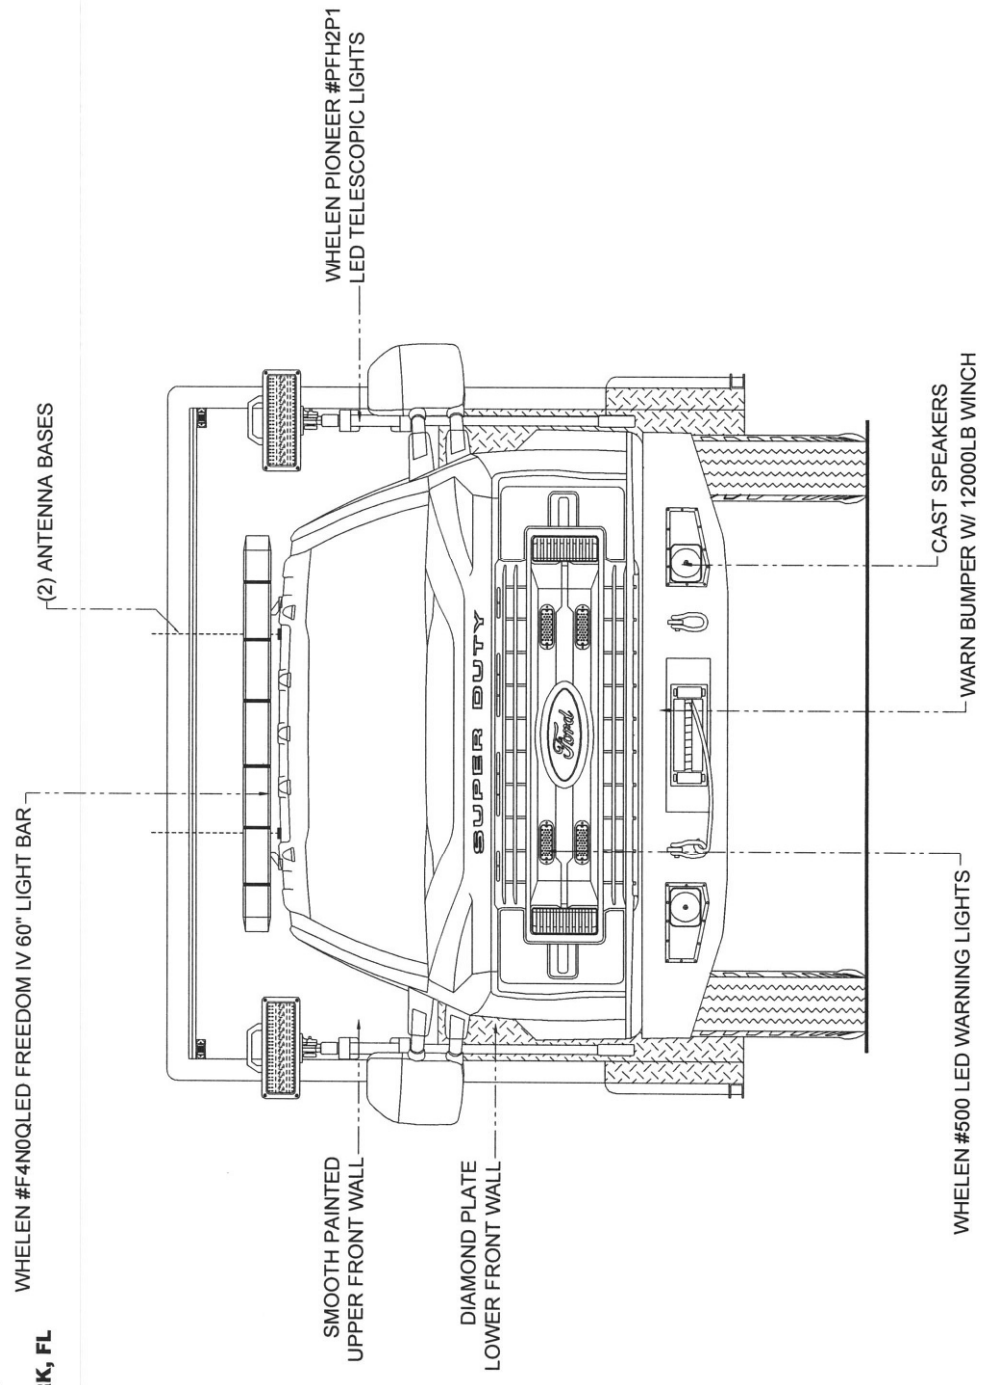 K, FL
WHELEN #F4N0QLED FREEDOM IV 60" LIGHT BAR
(2) ANTENNA BASES
WHELEN PIONEER #PFH2P1
LED TELESCOPIC LIGHTS
SMOOTH PAINTED
UPPER FRONT WALL
DIAMOND PLATE
LOWER FRONT WALL
SUPER DUTY
Ford
CAST SPEAKERS
WARN BUMPER W/ 12000LB WINCH
WHELEN #500 LED WARNING LIGHTS